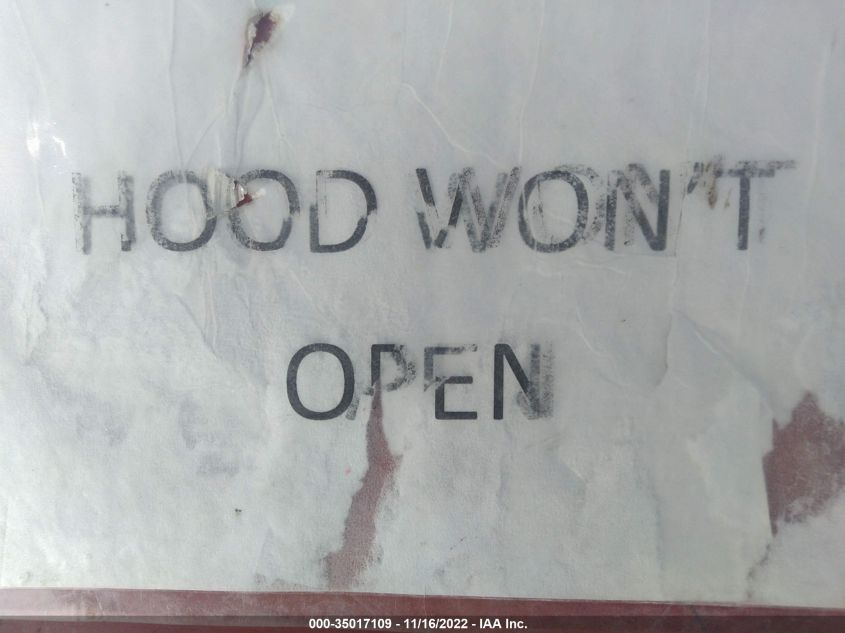 HOOD WON'T
OPEN
000-35017109 - 11/16/2022 - IAA Inc.